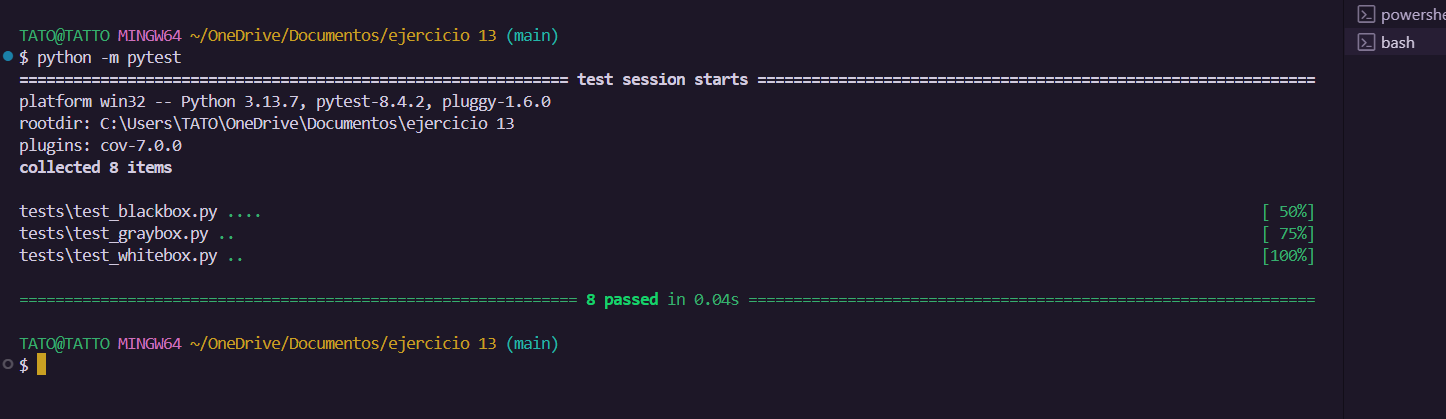 TATO@TATTO MINGW64 ~/OneDrive/Documentos/ejercicio 13 (main)
$ python -m pytest
============================================================= test session starts ==============================================================
platform win32 -- Python 3.13.7, pytest-8.4.2, pluggy-1.6.0
rootdir: C:\Users\TATO\OneDrive\Documentos\ejercicio 13
plugins: cov-7.0.0
collected 8 items
tests\test_blackbox.py .... [ 50%]
tests\test_graybox.py .. [ 75%]
tests\test_whitebox.py .. [100%]
============================================================== 8 passed in 0.04s ===============================================================
TATO@TATTO MINGW64 ~/OneDrive/Documentos/ejercicio 13 (main)
$
powershe
bash